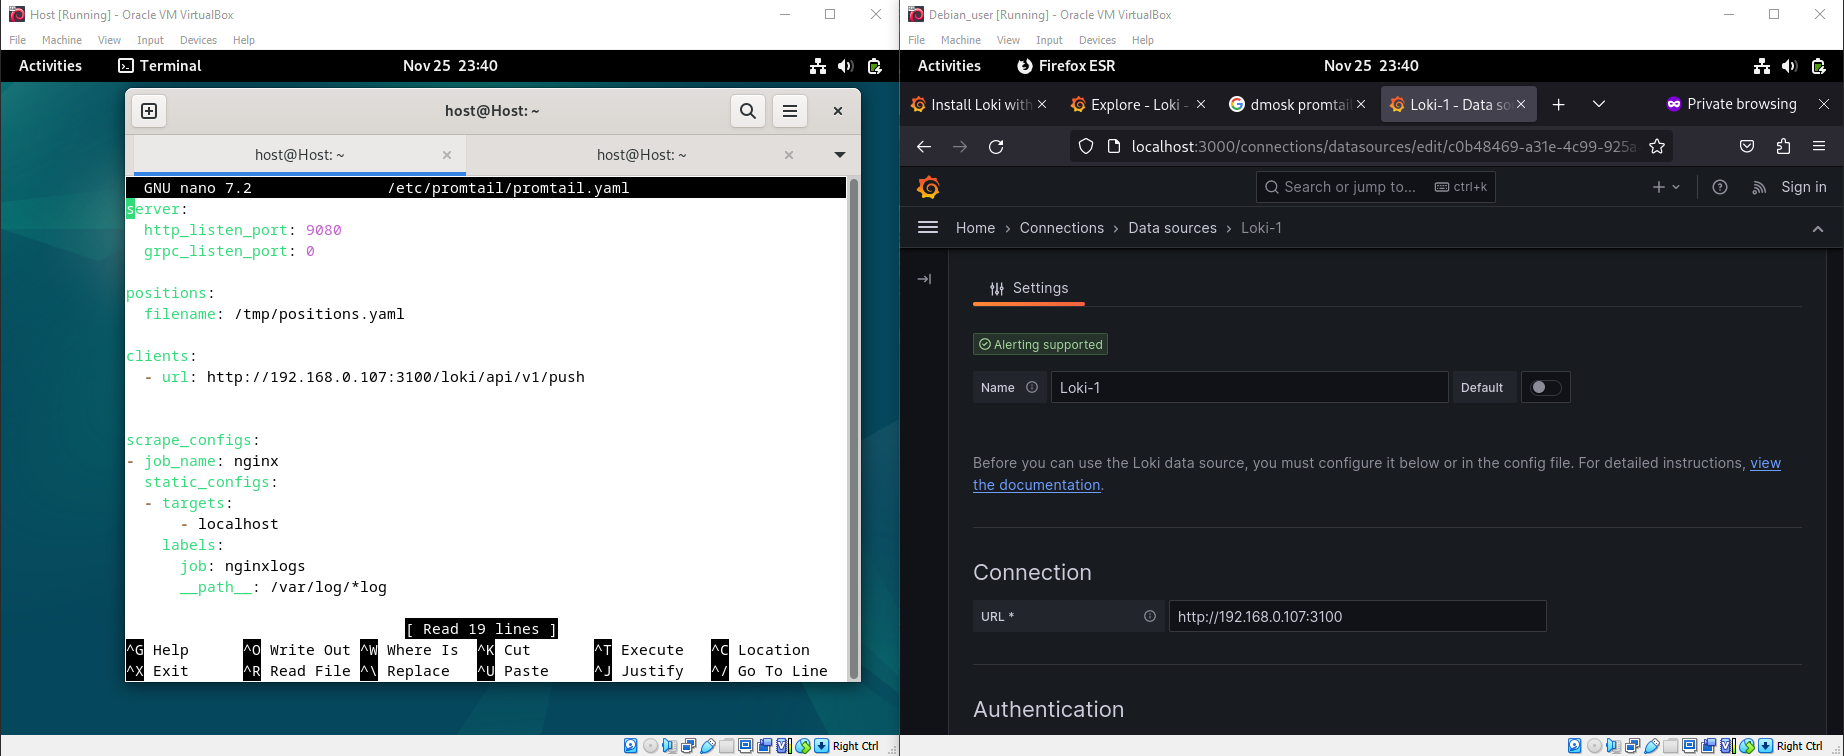 Host [Running] - Oracle VM VirtualBox
File Machine View Input Devices Help
Activities Terminal Nov 25 23:40
host@Host: ~
host@Host: ~ host@Host: ~
GNU nano 7.2 /etc/promtail/promtail.yaml
server:
http_listen_port: 9080
grpc_listen_port: 0
positions:
filename: /tmp/positions.yaml
clients:
- url: http://192.168.0.107:3100/loki/api/v1/push
scrape_configs:
- job_name: nginx
static_configs:
- targets:
- localhost
labels:
job: nginxlogs
__path__: /var/log/*log
[ Read 19 lines ]
^G Help ^O Write Out ^W Where Is ^K Cut ^T Execute ^C Location
^X Exit ^R Read File ^\ Replace ^U Paste ^J Justify ^/ Go To Line
Right Ctrl
Debian_user [Running] - Oracle VM VirtualBox
File Machine View Input Devices Help
Activities Firefox ESR Nov 25 23:40
Install Loki with Explore - Loki - dmosk promtail Loki-1 - Data so Private browsing
localhost:3000/connections/datasources/edit/c0b48469-a31e-4c99-925a
Search or jump to... ctrl+k Sign in
Home › Connections › Data sources › Loki-1
Settings
Alerting supported
Name Loki-1 Default
Before you can use the Loki data source, you must configure it below or in the config file. For detailed instructions, view
the documentation.
Connection
URL * http://192.168.0.107:3100
Authentication
Right Ctrl